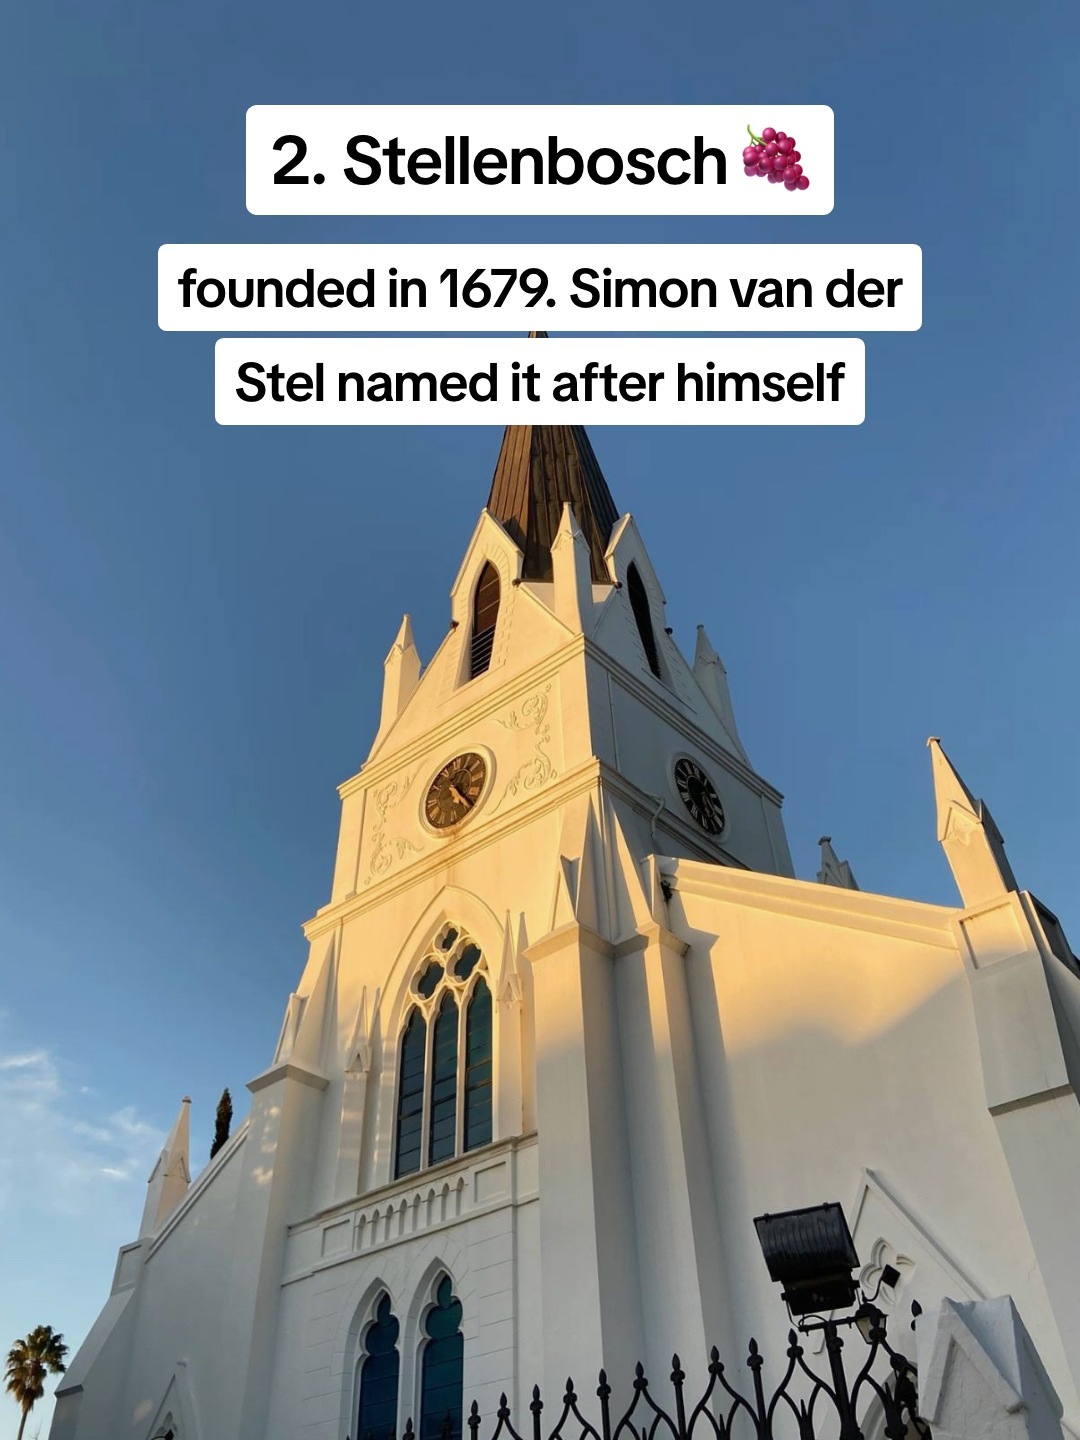 2. Stellenbosch 🍇
founded in 1679. Simon van der
Stel named it after himself